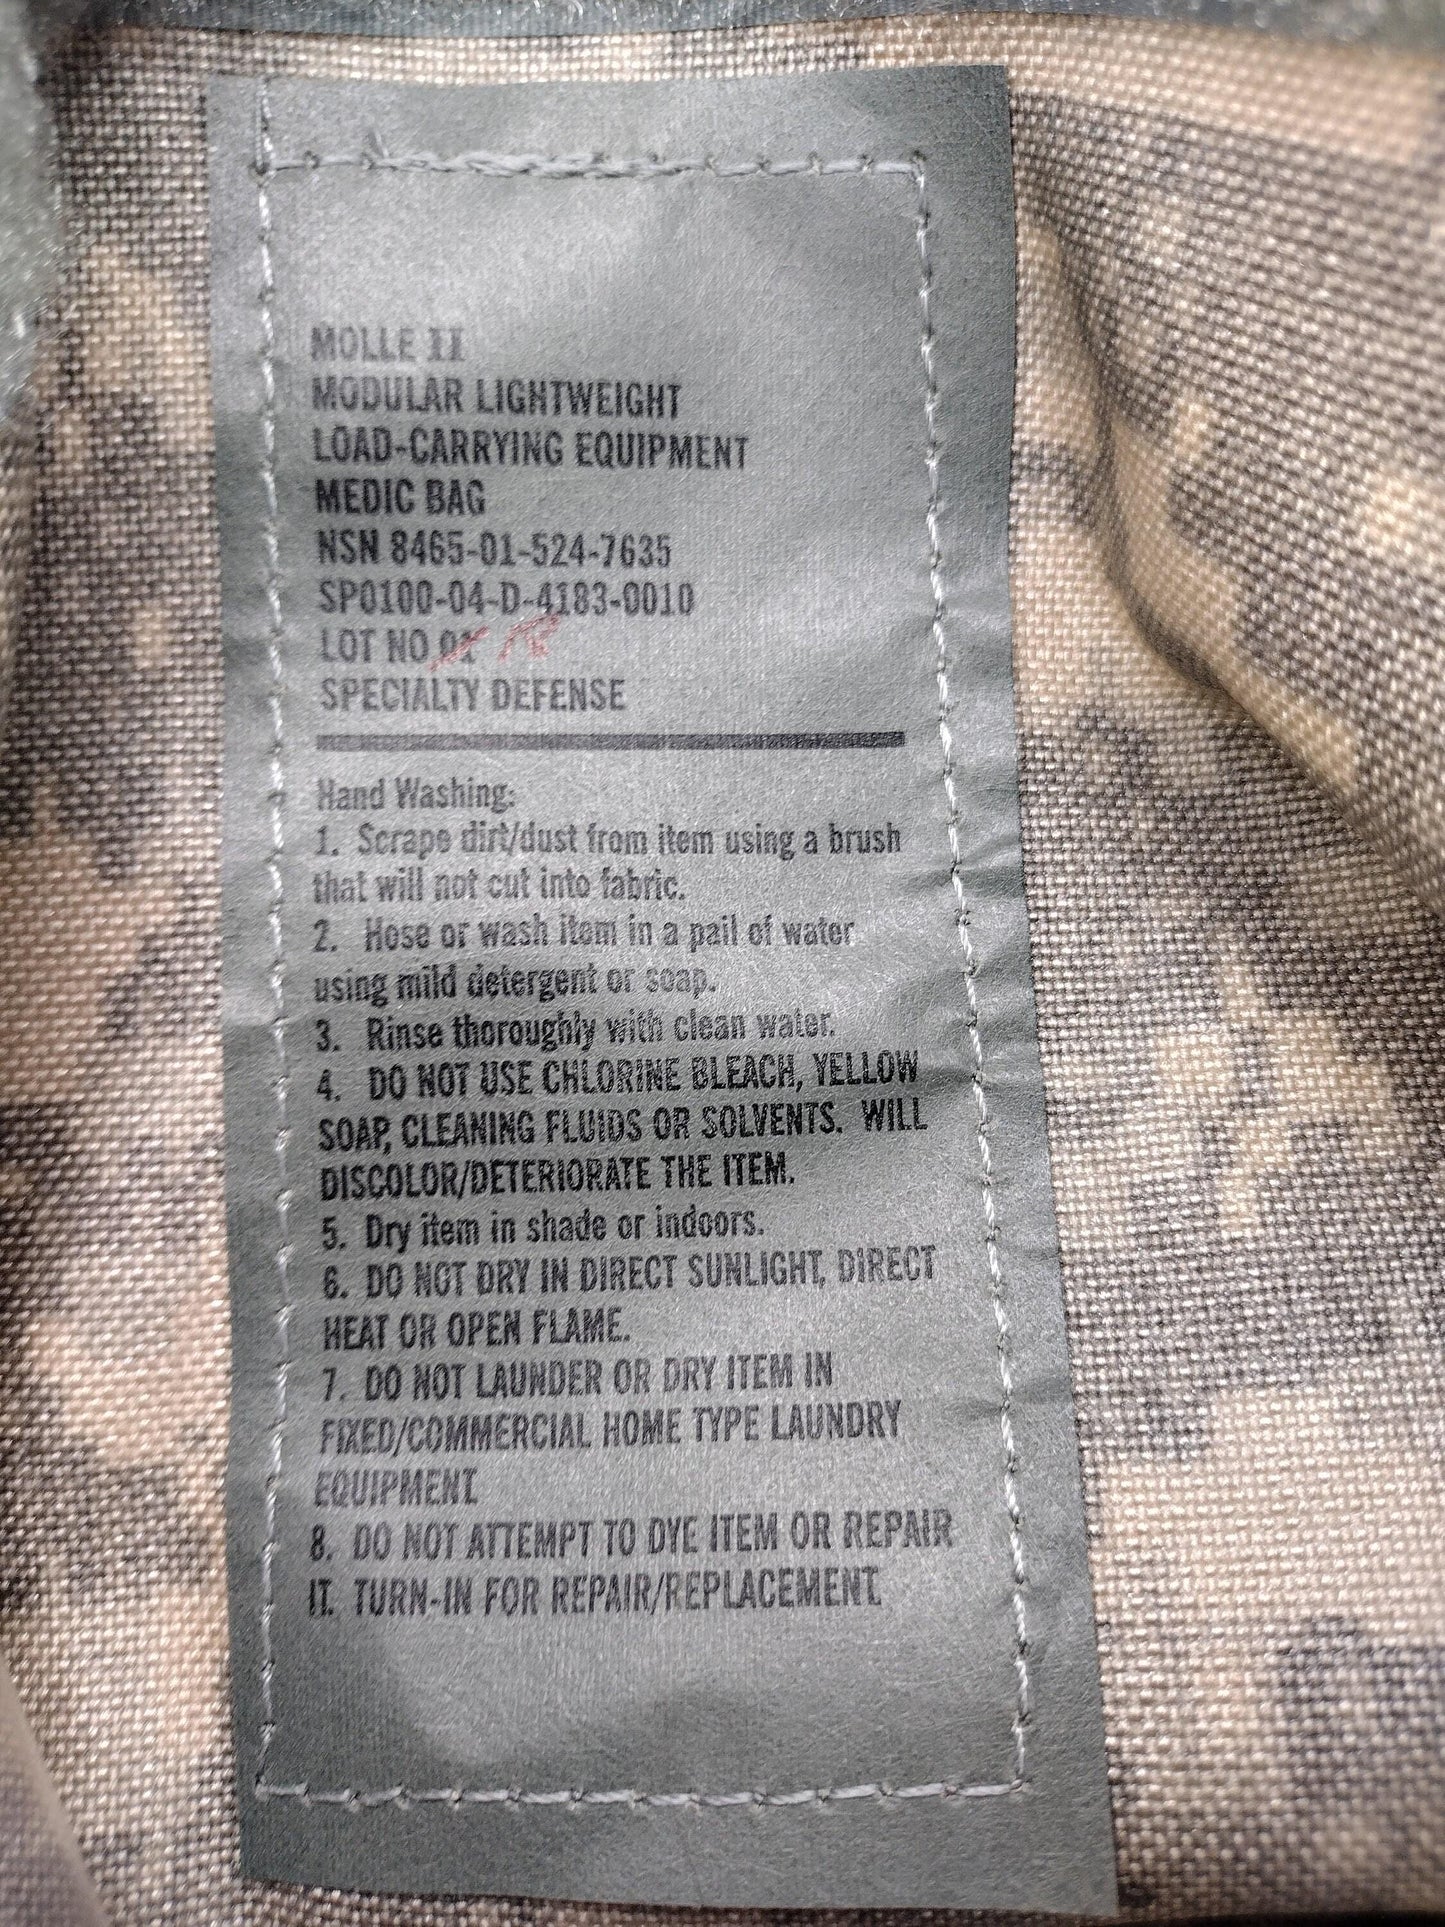 MOLLE II
MODULAR LIGHTWEIGHT
LOAD-CARRYING EQUIPMENT
MEDIC BAG
NSN 8465-01-524-7635
SP0100-04-D-4183-0010
LOT NO 01
SPECIALTY DEFENSE
Hand Washing:
1. Scrape dirt/dust from item using a brush
that will not cut into fabric.
2. Hose or wash item in a pail of water
using mild detergent or soap.
3. Rinse thoroughly with clean water.
4. DO NOT USE CHLORINE BLEACH, YELLOW
SOAP, CLEANING FLUIDS OR SOLVENTS. WILL
DISCOLOR/DETERIORATE THE ITEM.
5. Dry item in shade or indoors.
6. DO NOT DRY IN DIRECT SUNLIGHT, DIRECT
HEAT OR OPEN FLAME.
7. DO NOT LAUNDER OR DRY ITEM IN
FIXED/COMMERCIAL HOME TYPE LAUNDRY
EQUIPMENT.
8. DO NOT ATTEMPT TO DYE ITEM OR REPAIR
IT. TURN-IN FOR REPAIR/REPLACEMENT.